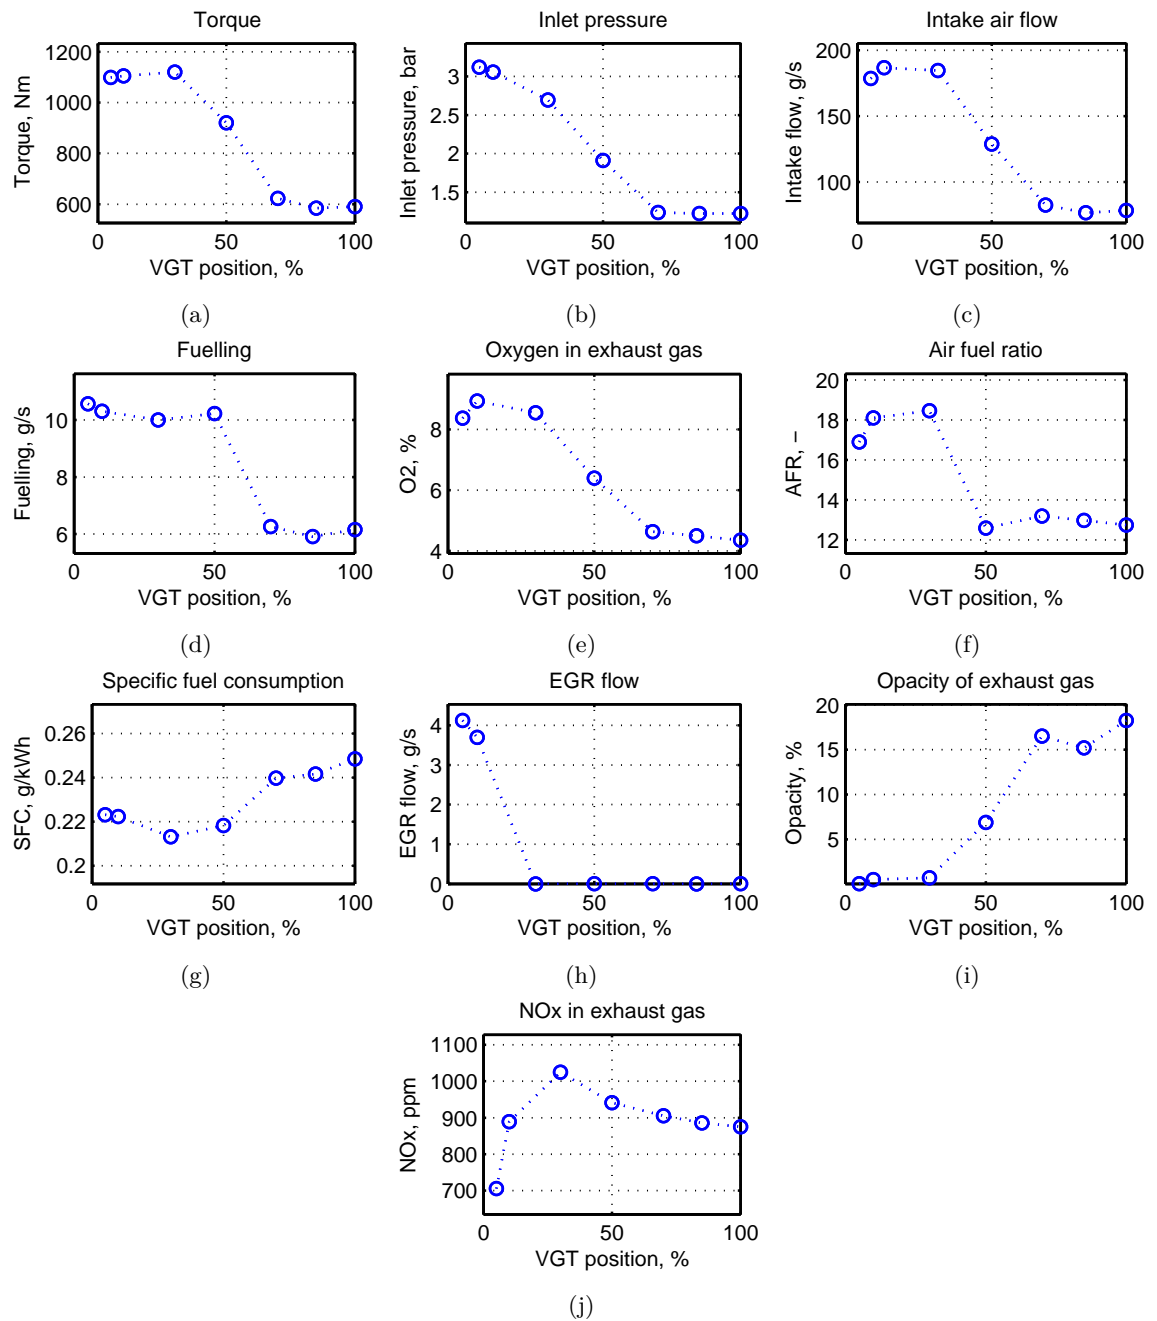 Torque
Inlet pressure
Intake air flow
Torque, Nm
1200
1000
800
600
0
50
100
VGT position, %
Inlet pressure, bar
3
2
1.5
0
50
100
VGT position, %
Intake flow, g/s
200
150
100
0
50
100
VGT position, %
(a)
(b)
(c)
Fuelling
Oxygen in exhaust gas
Air fuel ratio
Fuelling, g/s
10
8
6
0
50
100
VGT position, %
O2, %
8
6
4
0
50
100
VGT position, %
AFR, −
20
18
16
14
12
0
50
100
VGT position, %
(d)
(e)
(f)
Specific fuel consumption
EGR flow
Opacity of exhaust gas
SFC, g/kWh
0.26
0.24
0.22
0.2
0
50
100
VGT position, %
EGR flow, g/s
4
3
2
1
0
0
50
100
VGT position, %
Opacity, %
20
15
10
5
0
50
100
VGT position, %
(g)
(h)
(i)
NOx in exhaust gas
NOx, ppm
1100
1000
900
800
700
0
50
100
VGT position, %
(j)